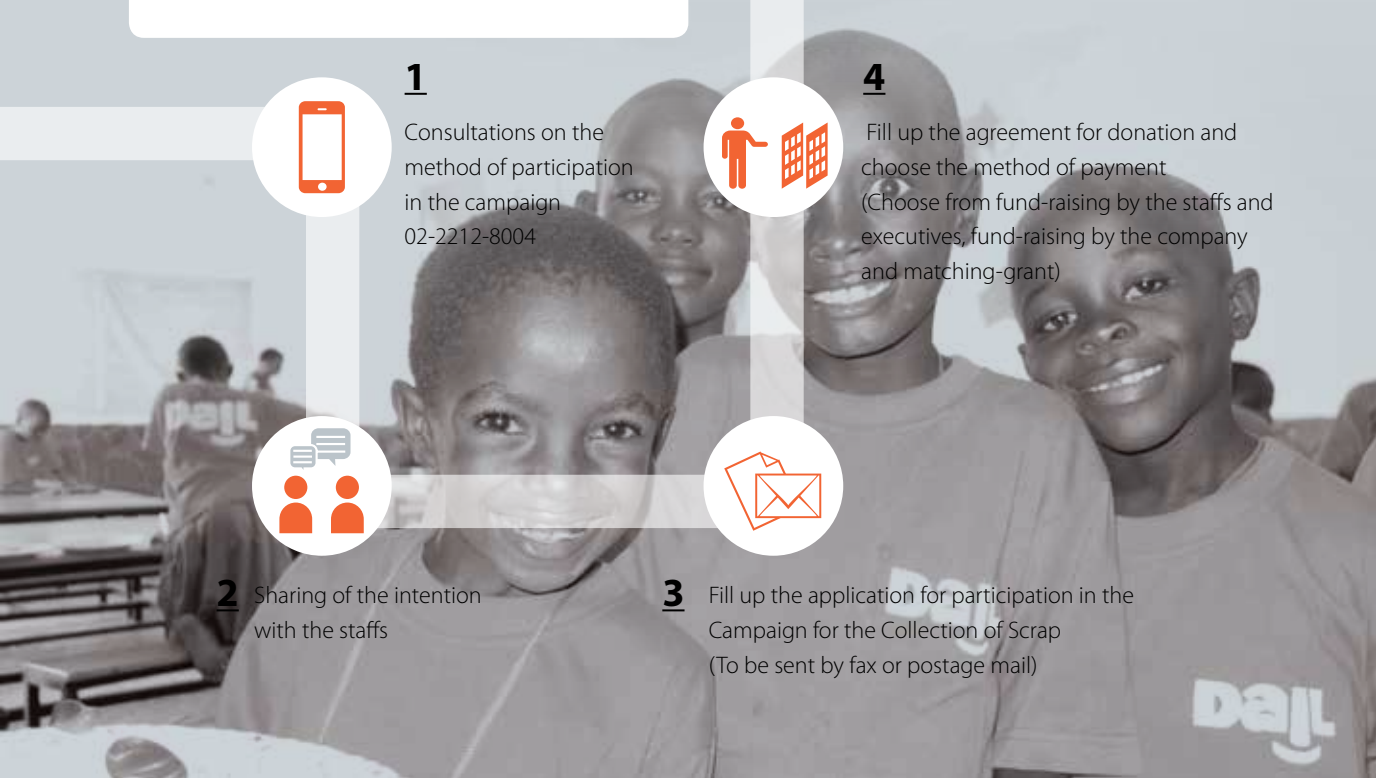 1
Consultations on the
method of participation
in the campaign
02-2212-8004
2
Sharing of the intention
with the staffs
3
Fill up the application for participation in the
Campaign for the Collection of Scrap
(To be sent by fax or postage mail)
4
Fill up the agreement for donation and
choose the method of payment
(Choose from fund-raising by the staffs and
executives, fund-raising by the company
and matching-grant)
DaiL
DaiL
DaiL